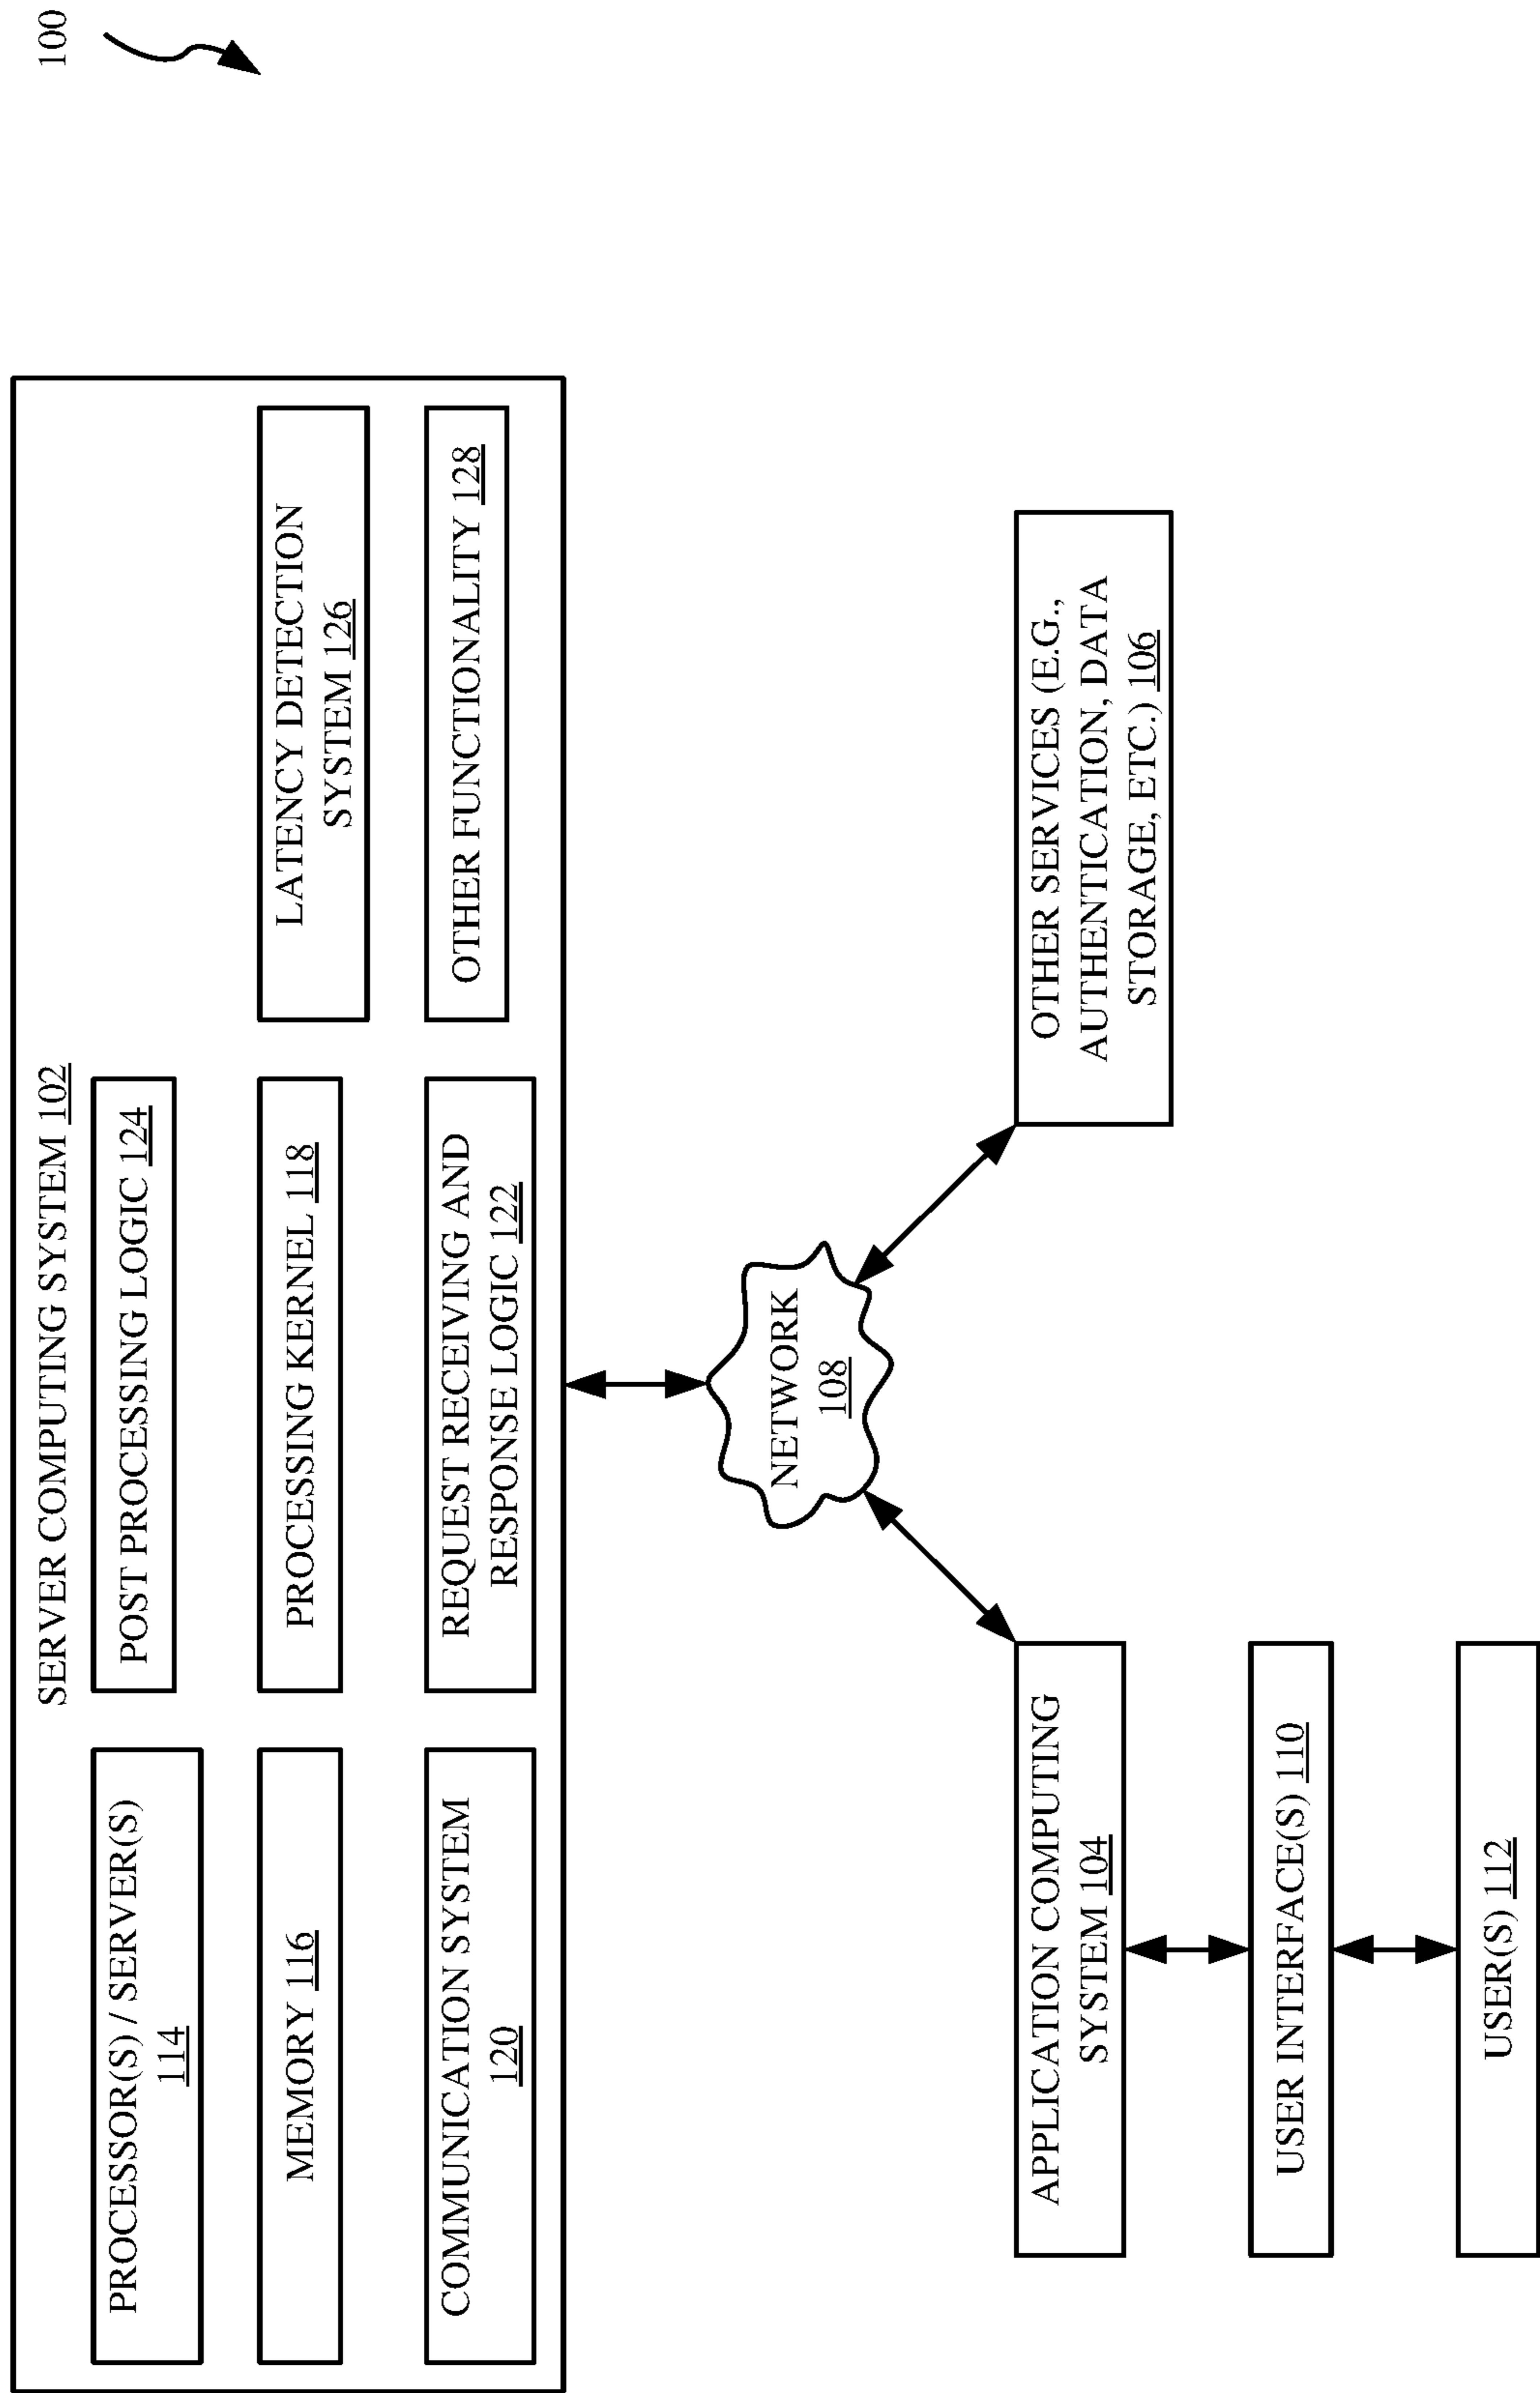 100
SERVER COMPUTING SYSTEM 102
PROCESSOR(S) / SERVER(S)
114
POST PROCESSING LOGIC 124
MEMORY 116
PROCESSING KERNEL 118
LATENCY DETECTION
SYSTEM 126
COMMUNICATION SYSTEM
120
REQUEST RECEIVING AND
RESPONSE LOGIC 122
OTHER FUNCTIONALITY 128
NETWORK
108
APPLICATION COMPUTING
SYSTEM 104
OTHER SERVICES (E.G.,
AUTHENTICATION, DATA
STORAGE, ETC.) 106
USER INTERFACE(S) 110
USER(S) 112